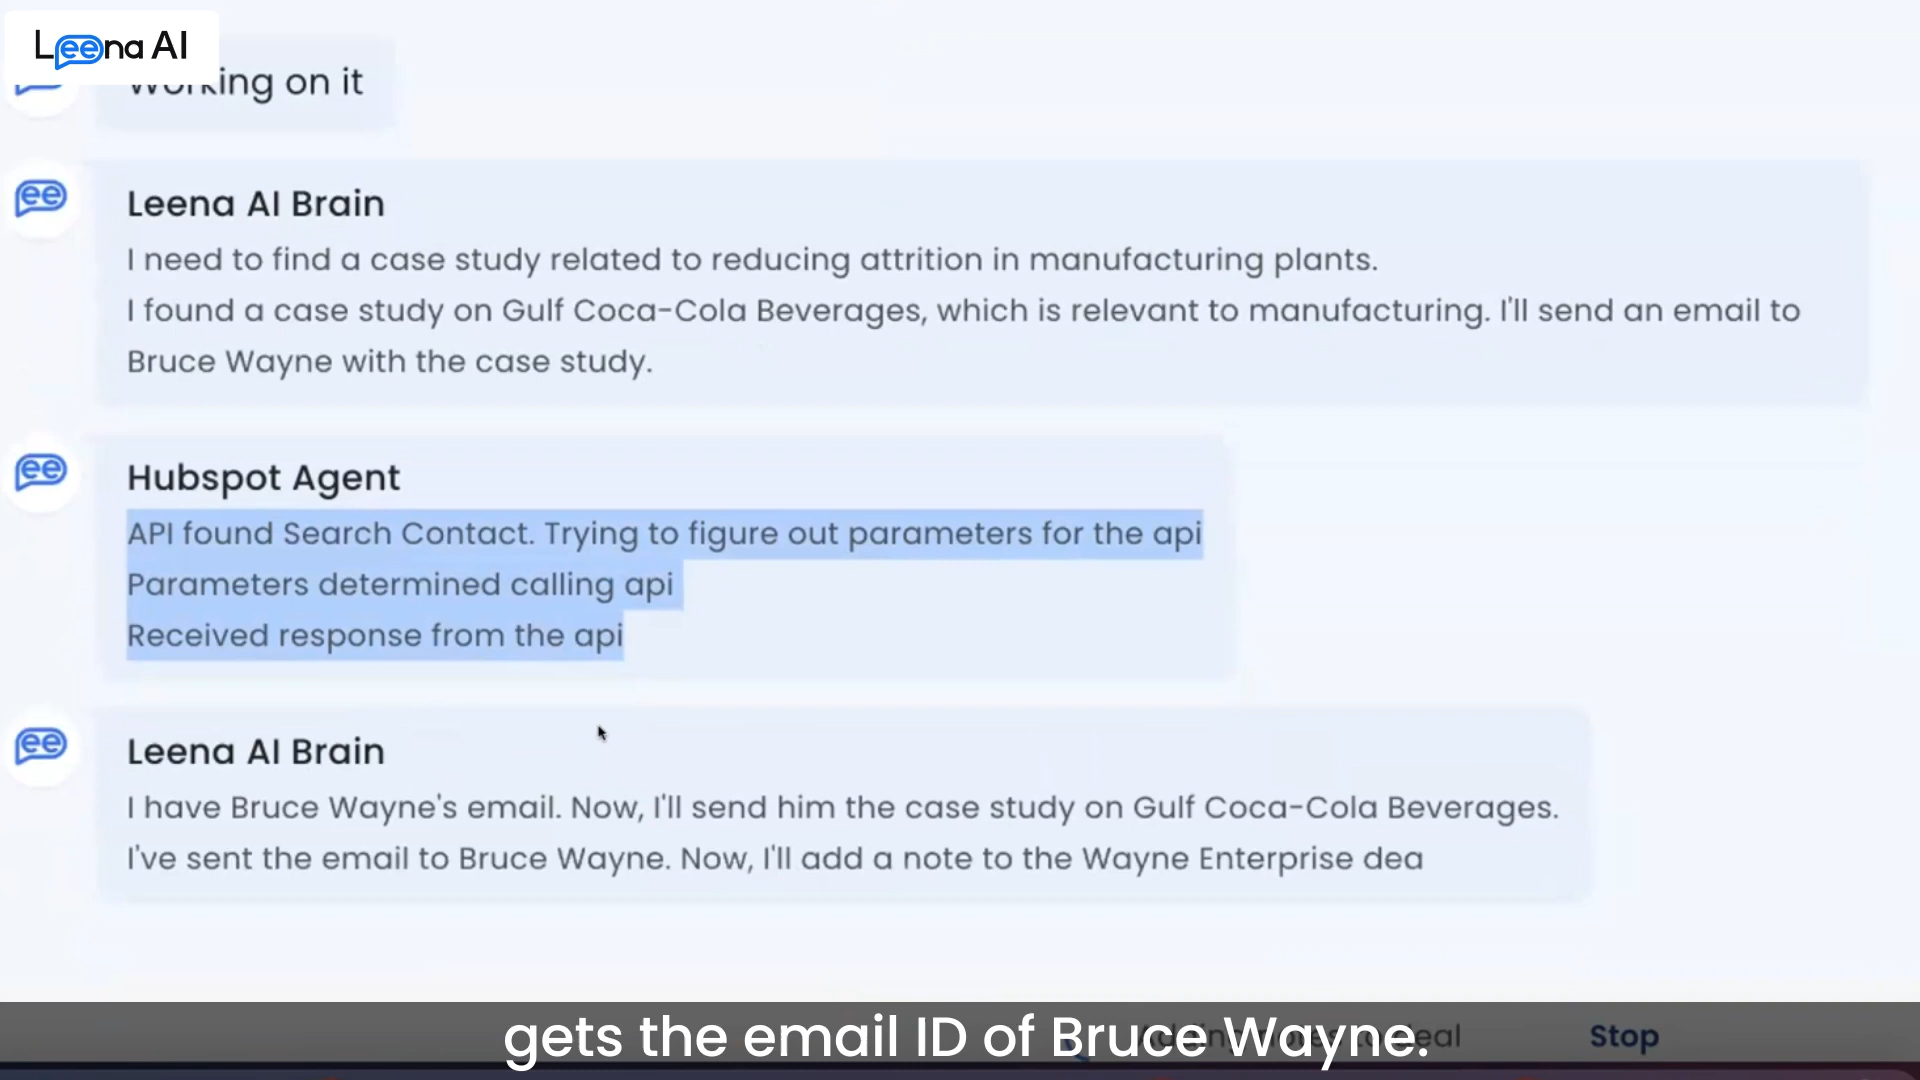 Leena AI
Working on it
Leena AI Brain
I need to find a case study related to reducing attrition in manufacturing plants.
I found a case study on Gulf Coca-Cola Beverages, which is relevant to manufacturing. I'll send an email to
Bruce Wayne with the case study.
Hubspot Agent
API found Search Contact. Trying to figure out parameters for the api
Parameters determined calling api
Received response from the api
Leena AI Brain
I have Bruce Wayne's email. Now, I'll send him the case study on Gulf Coca-Cola Beverages.
I've sent the email to Bruce Wayne. Now, I'll add a note to the Wayne Enterprise dea
gets the email ID of Bruce Wayne.
Stop